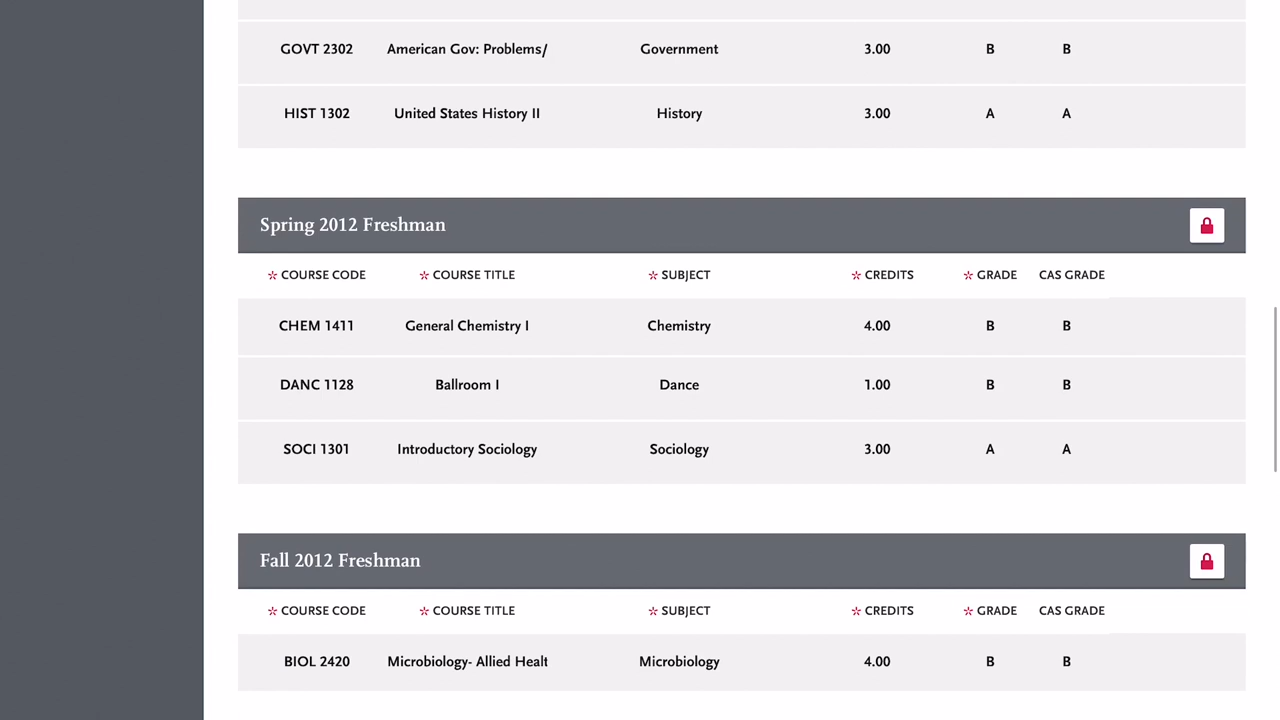 GOVT 2302 American Gov: Problems/ Government 3.00 B B
HIST 1302 United States History II History 3.00 A A
Spring 2012 Freshman
* COURSE CODE * COURSE TITLE * SUBJECT * CREDITS * GRADE CAS GRADE
CHEM 1411 General Chemistry I Chemistry 4.00 B B
DANC 1128 Ballroom I Dance 1.00 B B
SOCI 1301 Introductory Sociology Sociology 3.00 A A
Fall 2012 Freshman
* COURSE CODE * COURSE TITLE * SUBJECT * CREDITS * GRADE CAS GRADE
BIOL 2420 Microbiology- Allied Healt Microbiology 4.00 B B